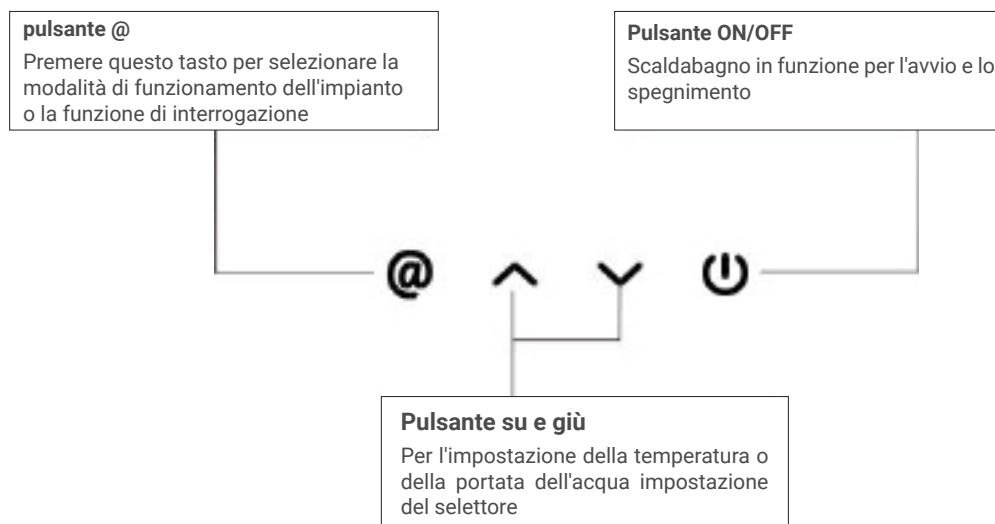 pulsante @
Premere questo tasto per selezionare la
modalità di funzionamento dell'impianto
o la funzione di interrogazione
Pulsante ON/OFF
Scaldabagno in funzione per l'avvio e lo
spegnimento
@
Pulsante su e giù
Per l'impostazione della temperatura o
della portata dell'acqua impostazione
del selettore